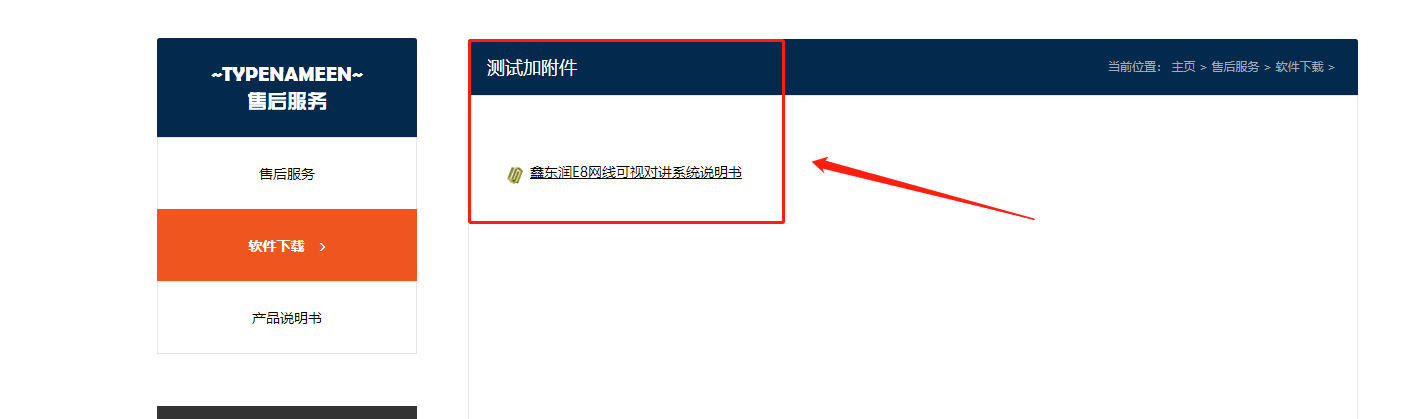 ~TYPENAMEEN~
售后服务
售后服务
软件下载 >
产品说明书
测试加附件
当前位置： 主页 > 售后服务 > 软件下载 >
鑫东润E8网线可视对讲系统说明书